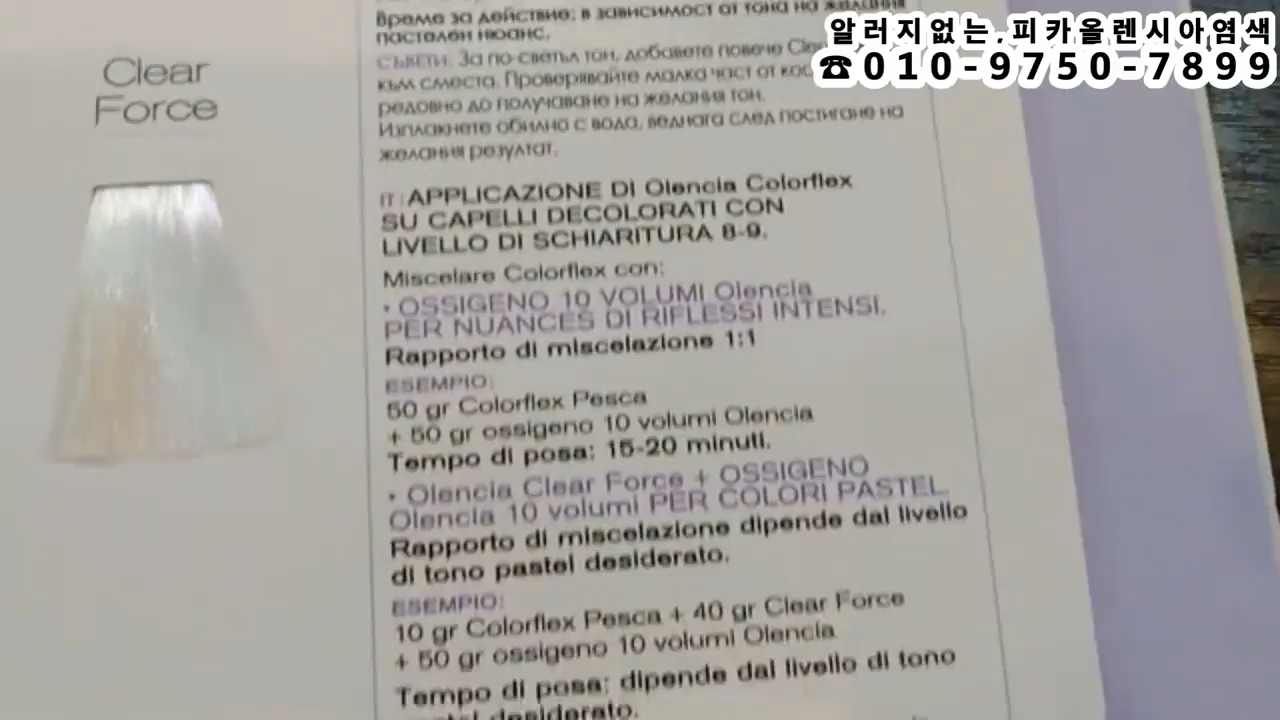 알러지없는,피카올렌시아염색
☎010-9750-7899
Clear
Force
Време за действие: в зависимост от тона на желания
пастелен нюанс.
СЪВЕТИ: За по-светъл тон, добавете повече
към сместа. Проверявайте малка част от
редовно до получаване на желания тон.
Изплакнете обилно с вода, веднага след постигане на
желания резултат.
IT: APPLICAZIONE DI Olencia Colorflex
SU CAPELLI DECOLORATI CON
LIVELLO DI SCHIARITURA 8-9.
Miscelare Colorflex con:
• OSSIGENO 10 VOLUMI Olencia
PER NUANCES DI RIFLESSI INTENSI.
Rapporto di miscelazione 1:1
ESEMPIO:
50 gr Colorflex Pesca
+ 50 gr ossigeno 10 volumi Olencia
Tempo di posa: 15-20 minuti.
• Olencia Clear Force + OSSIGENO
Olencia 10 volumi PER COLORI PASTEL.
Rapporto di miscelazione dipende dal livello
di tono pastel desiderato.
ESEMPIO:
10 gr Colorflex Pesca + 40 gr Clear Force
+ 50 gr ossigeno 10 volumi Olencia
Tempo di posa: dipende dal livello di tono
pastel desiderato.